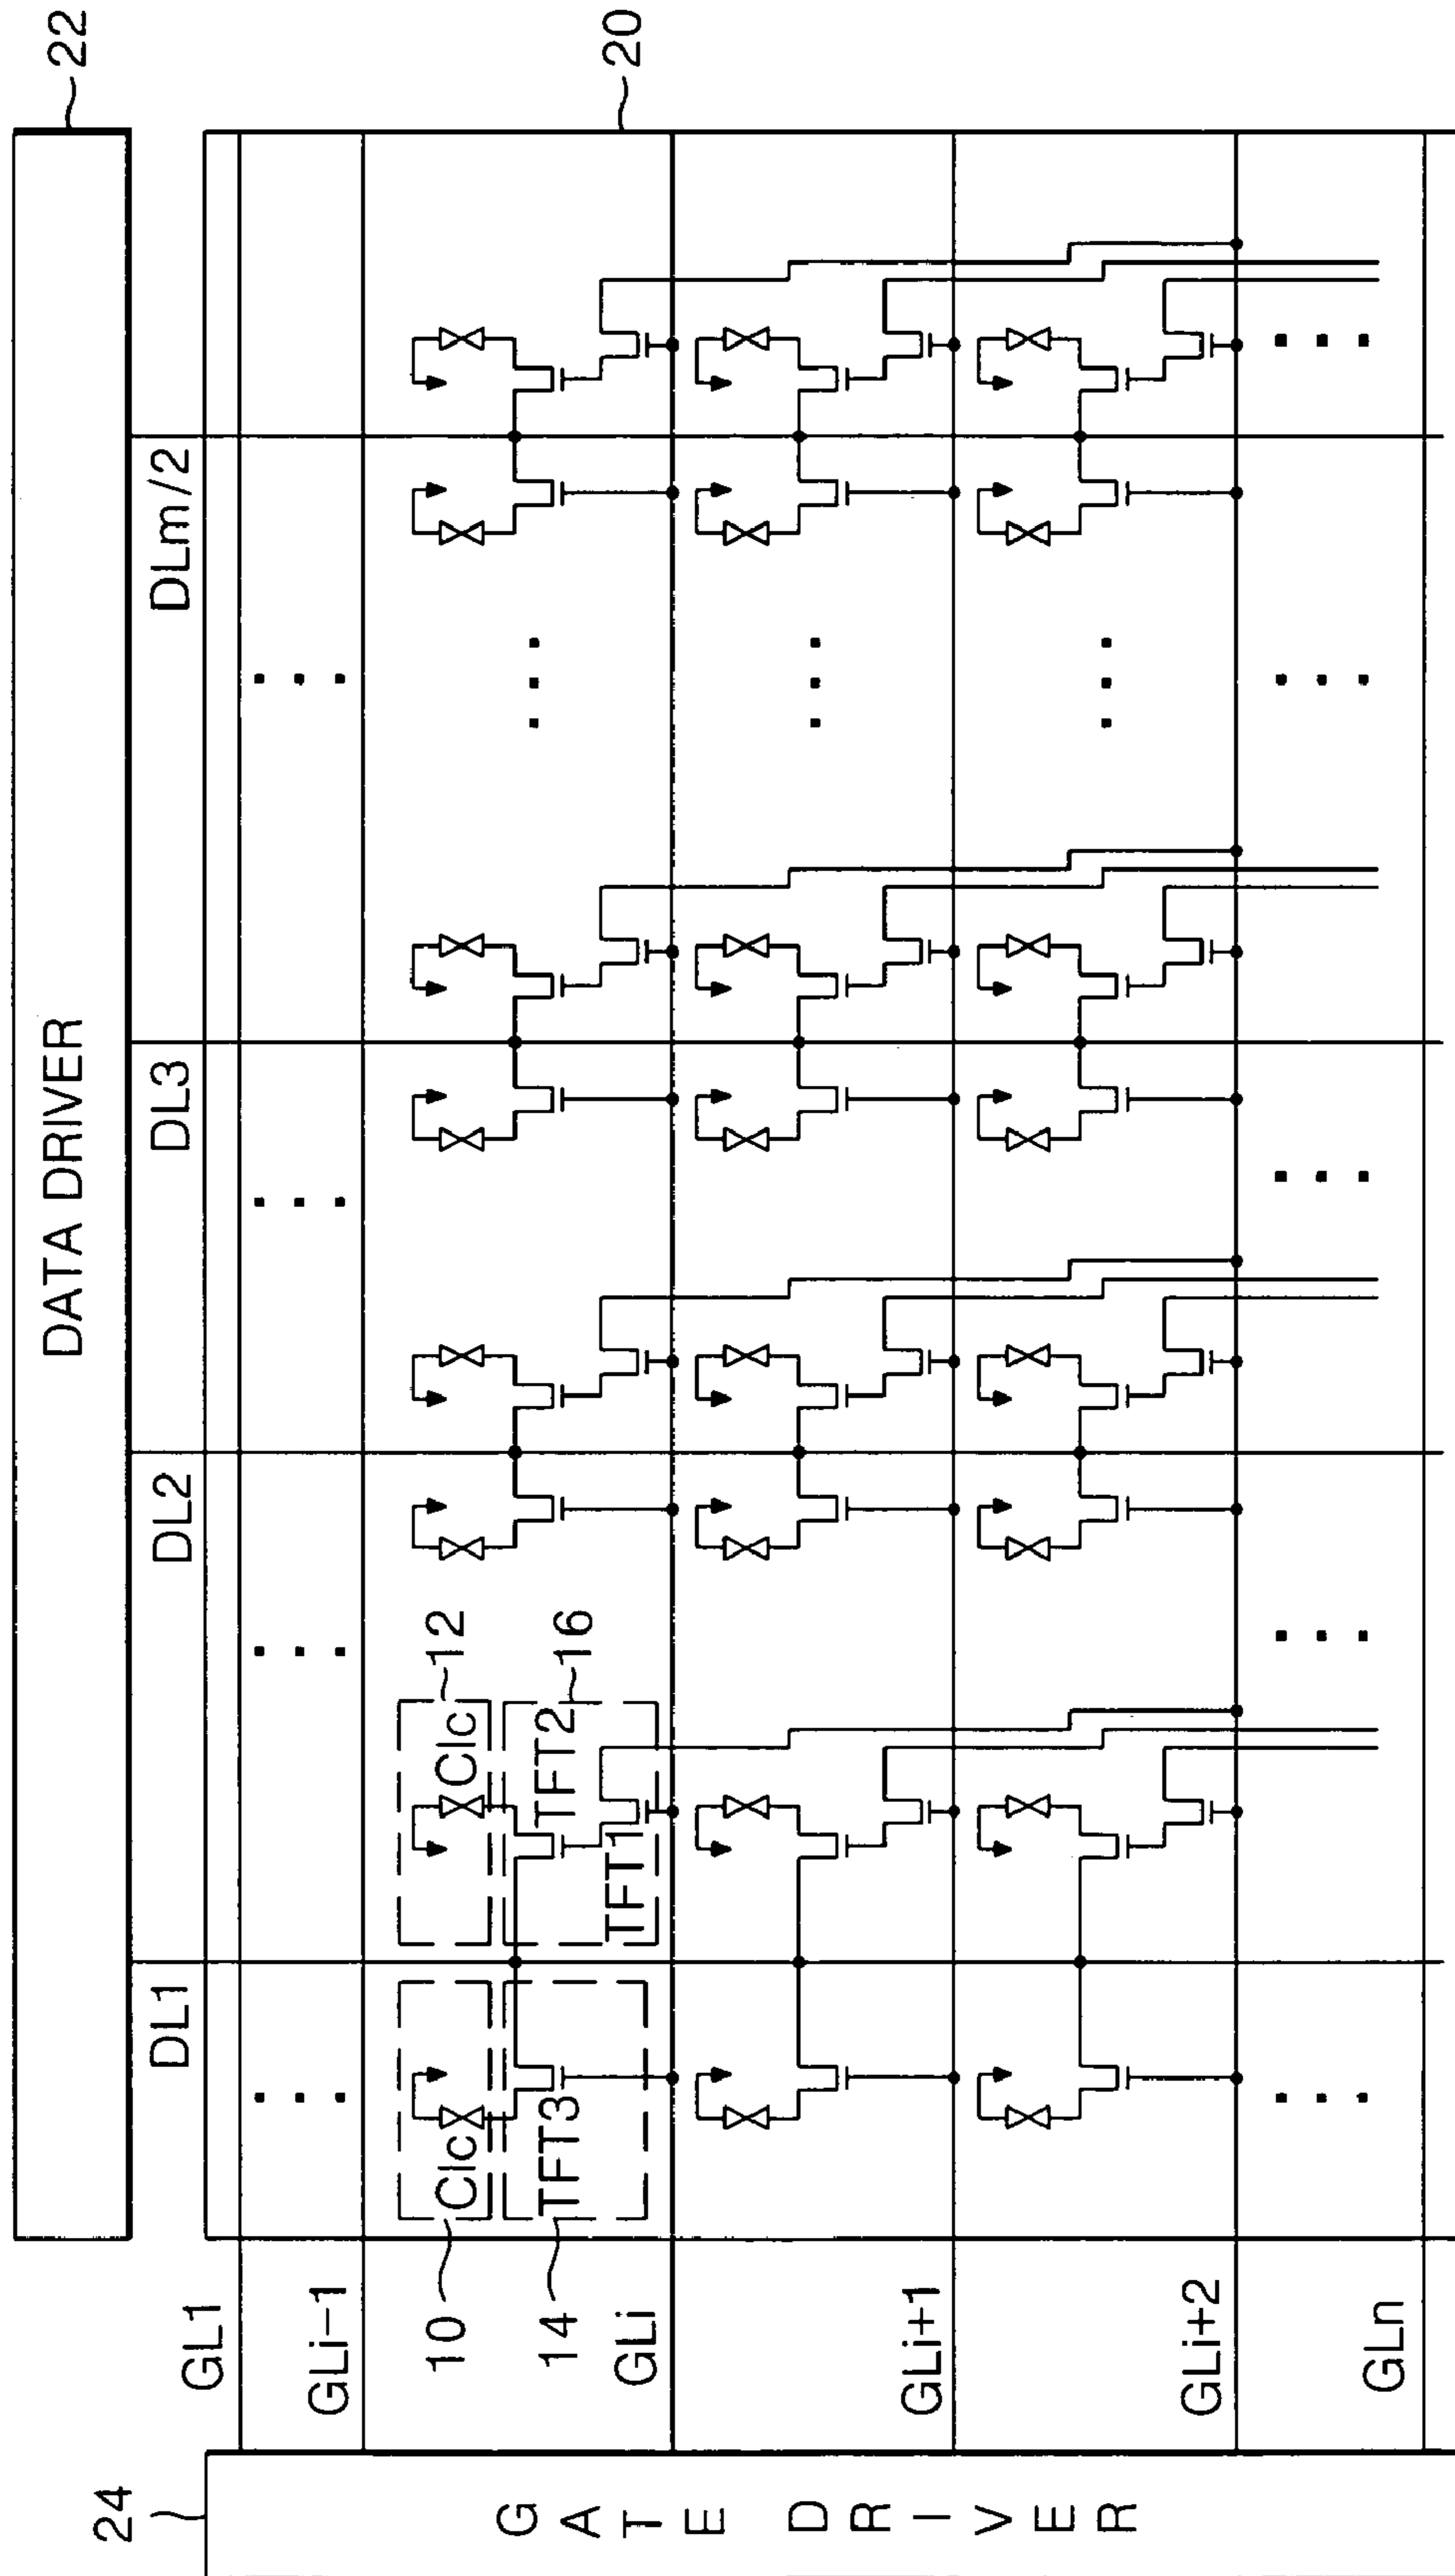 DATA DRIVER
22
DL1
DL2
DL3
DLm/2
20
24
GATE DRIVER
GL1
GLi-1
10
Clc
Clc
12
14
TFT3
TFT2
16
TFT1
GLi
GLi+1
GLi+2
GLn